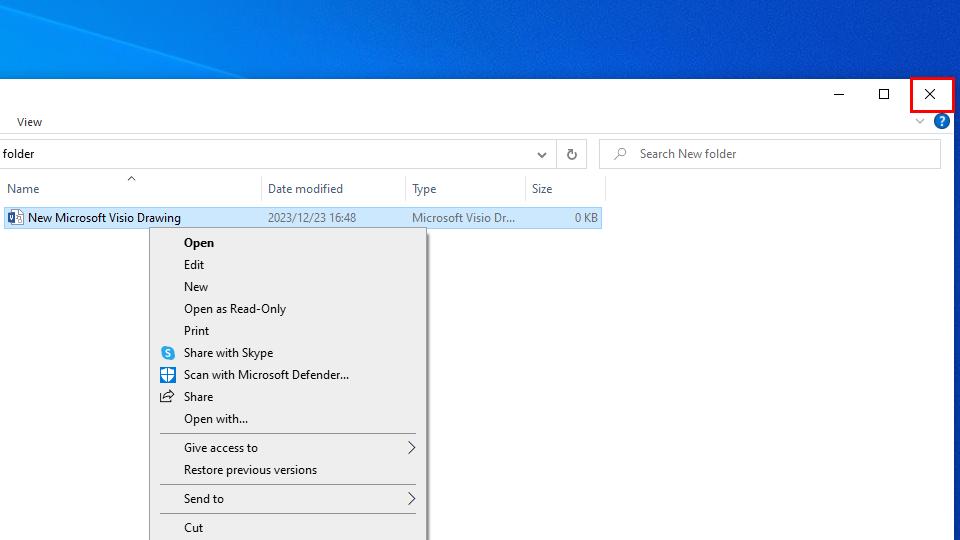 View
?
folder
Search New folder
Name Date modified Type Size
New Microsoft Visio Drawing 2023/12/23 16:48 Microsoft Visio Dr... 0 KB
Open
Edit
New
Open as Read-Only
Print
Share with Skype
Scan with Microsoft Defender...
Share
Open with...
Give access to
Restore previous versions
Send to
Cut